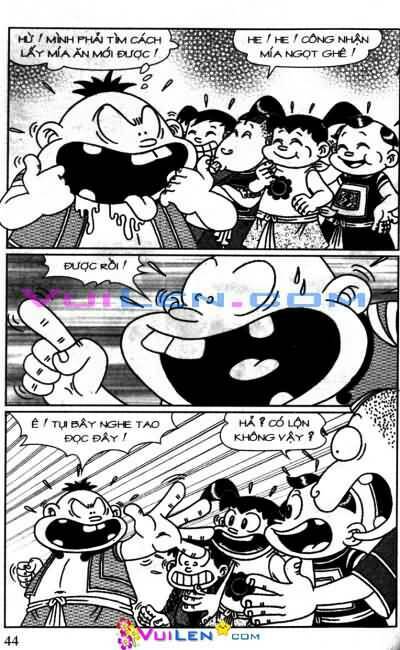 HỪ! MÌNH PHẢI TÌM CÁCH
LẤY MÍA ĂN MỚI ĐƯỢC!
HE! HE! CÔNG NHẬN
MÍA NGỌT GHÊ!
ĐƯỢC RỒI!
VUILEN.COM
Ê! TỤI BÂY NGHE TAO
ĐỌC ĐÂY!
HẢ? CÓ LỘN
KHÔNG VẬY?
44
VUILEN.COM